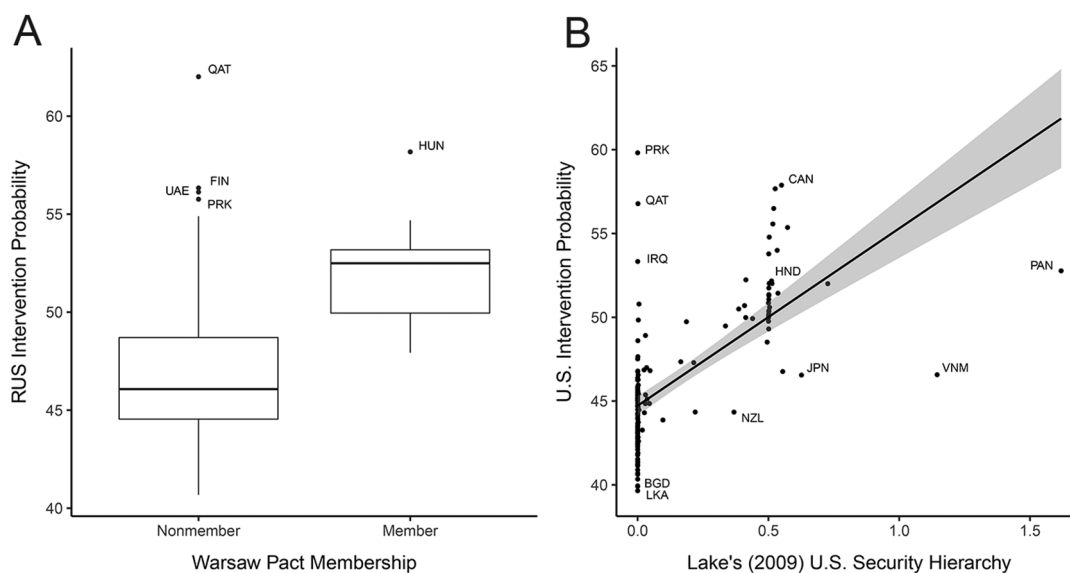 A
RUS Intervention Probability
60
55
50
45
40
QAT
FIN
UAE
PRK
HUN
Nonmember
Member
Warsaw Pact Membership
B
U.S. Intervention Probability
65
60
55
50
45
40
PRK
CAN
QAT
IRQ
HND
PAN
JPN
VNM
NZL
BGD
LKA
0.0
0.5
1.0
1.5
Lake's (2009) U.S. Security Hierarchy